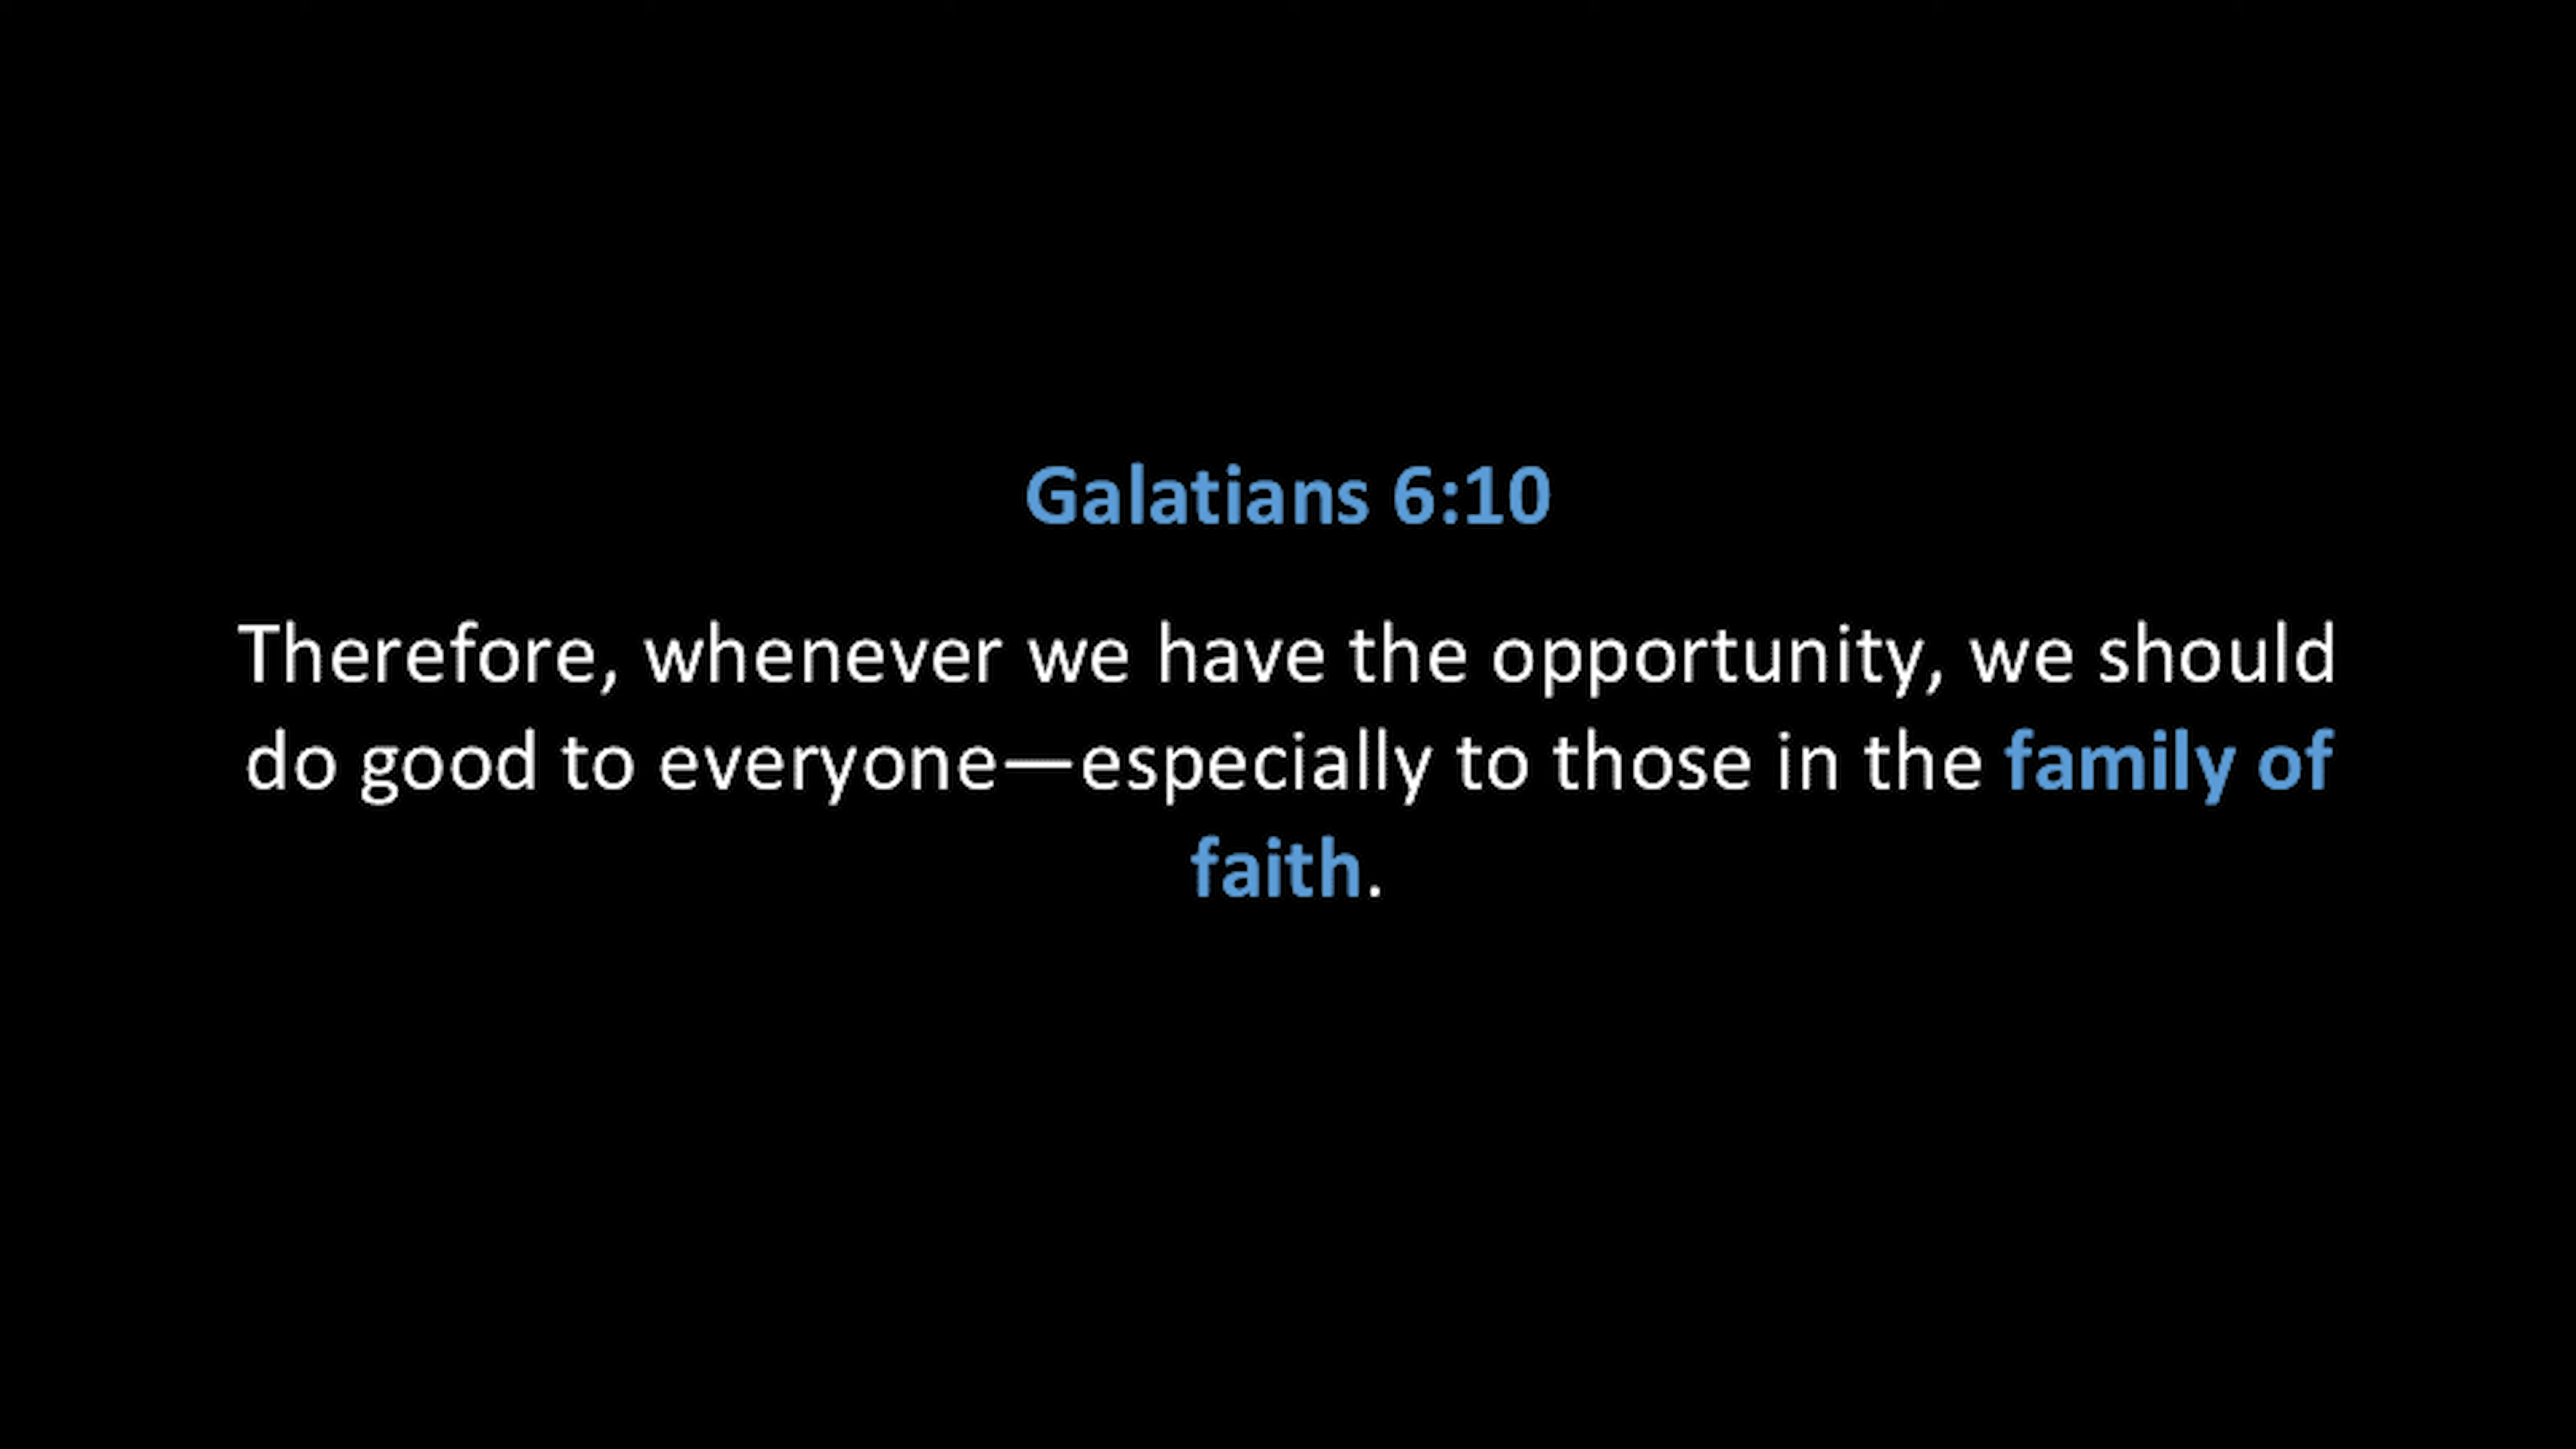 Galatians 6:10
Therefore, whenever we have the opportunity, we should
do good to everyone—especially to those in the family of
faith.